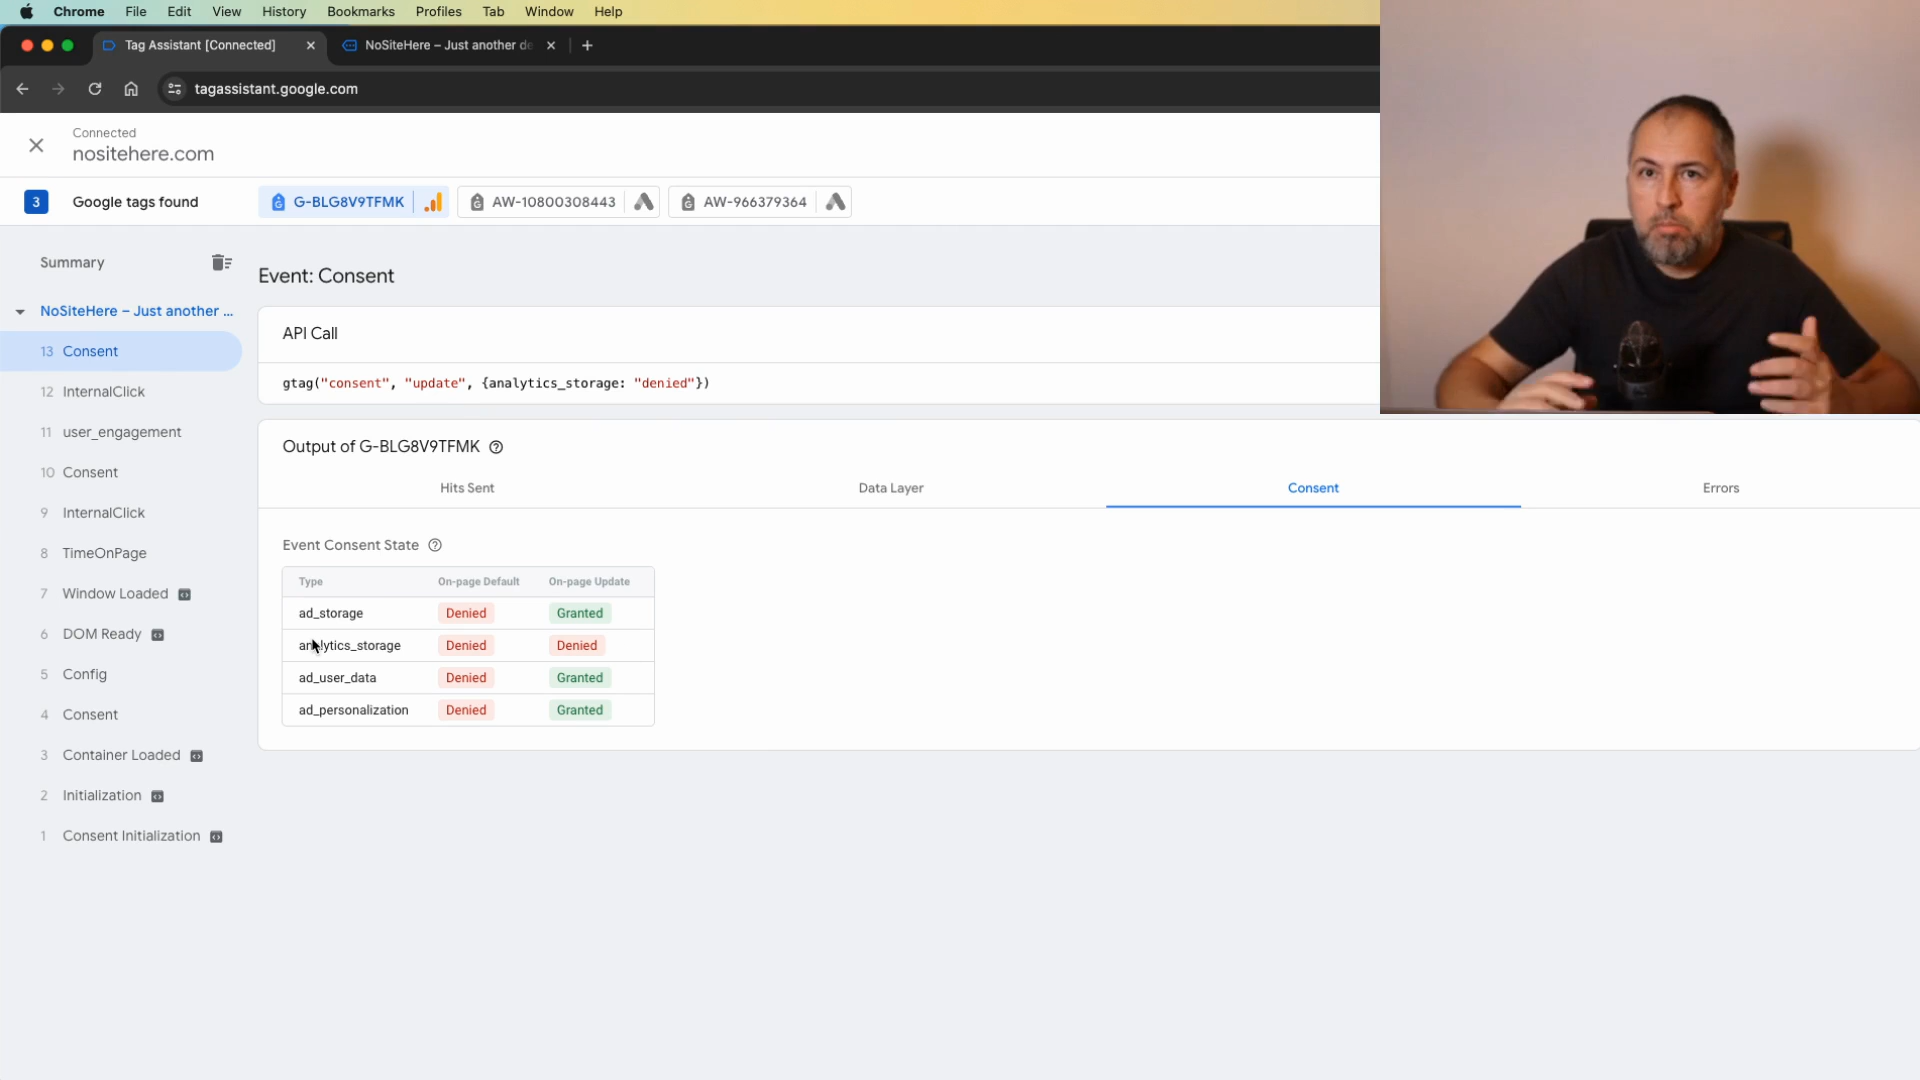 Chrome File Edit View History Bookmarks Profiles Tab Window Help
Tag Assistant [Connected]
NoSiteHere – Just another de
tagassistant.google.com
Connected
nositehere.com
3 Google tags found G-BLG8V9TFMK AW-10800308443 AW-966379364
Summary
NoSiteHere – Just another ...
13 Consent
12 InternalClick
11 user_engagement
10 Consent
9 InternalClick
8 TimeOnPage
7 Window Loaded
6 DOM Ready
5 Config
4 Consent
3 Container Loaded
2 Initialization
1 Consent Initialization
Event: Consent
API Call
gtag("consent", "update", {analytics_storage: "denied"})
Output of G-BLG8V9TFMK
Hits Sent Data Layer Consent Errors
Event Consent State
Type On-page Default On-page Update
ad_storage Denied Granted
analytics_storage Denied Denied
ad_user_data Denied Granted
ad_personalization Denied Granted